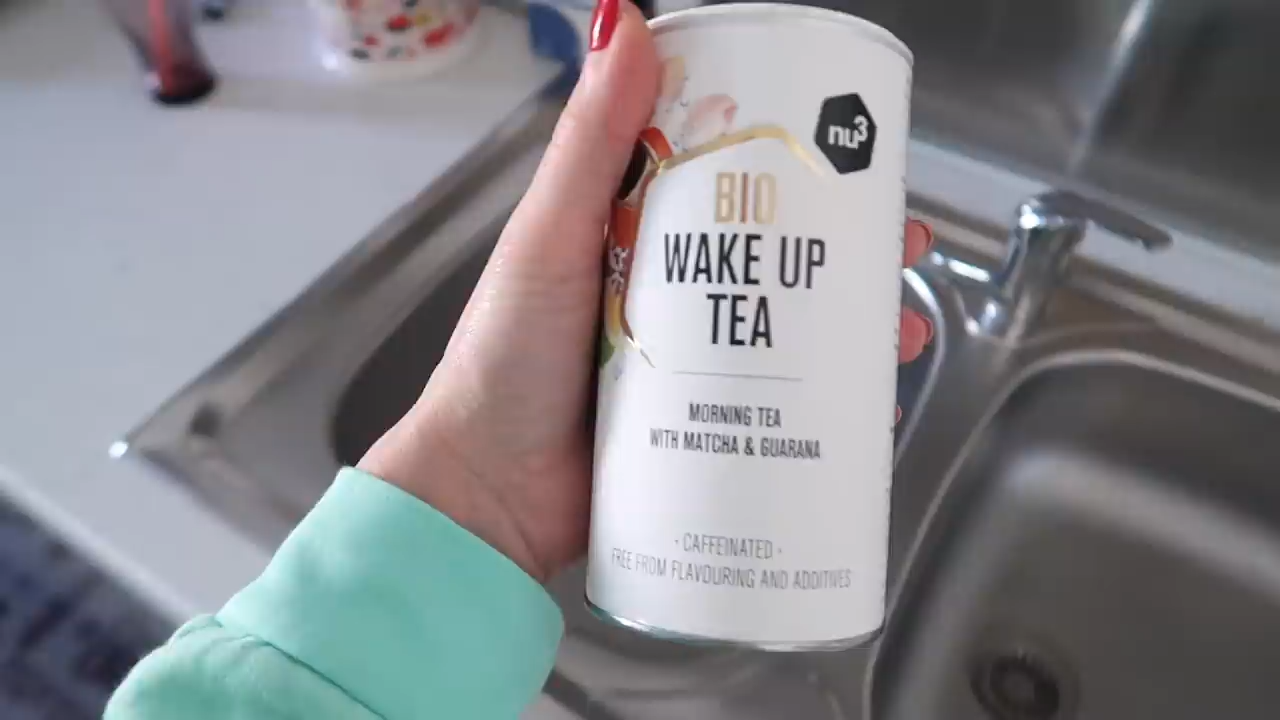 nu3
BIO
WAKE UP
TEA
MORNING TEA
WITH MATCHA & GUARANA
· CAFFEINATED ·
FREE FROM FLAVOURING AND ADDITIVES